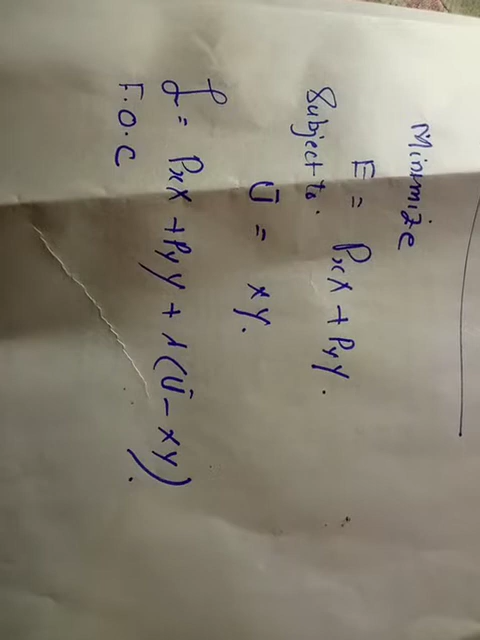 Minimize
E = PxX + PyY.
Subject to.
Ū = xy.
L = PxX + PyY + λ(Ū - xy).
F.O.C